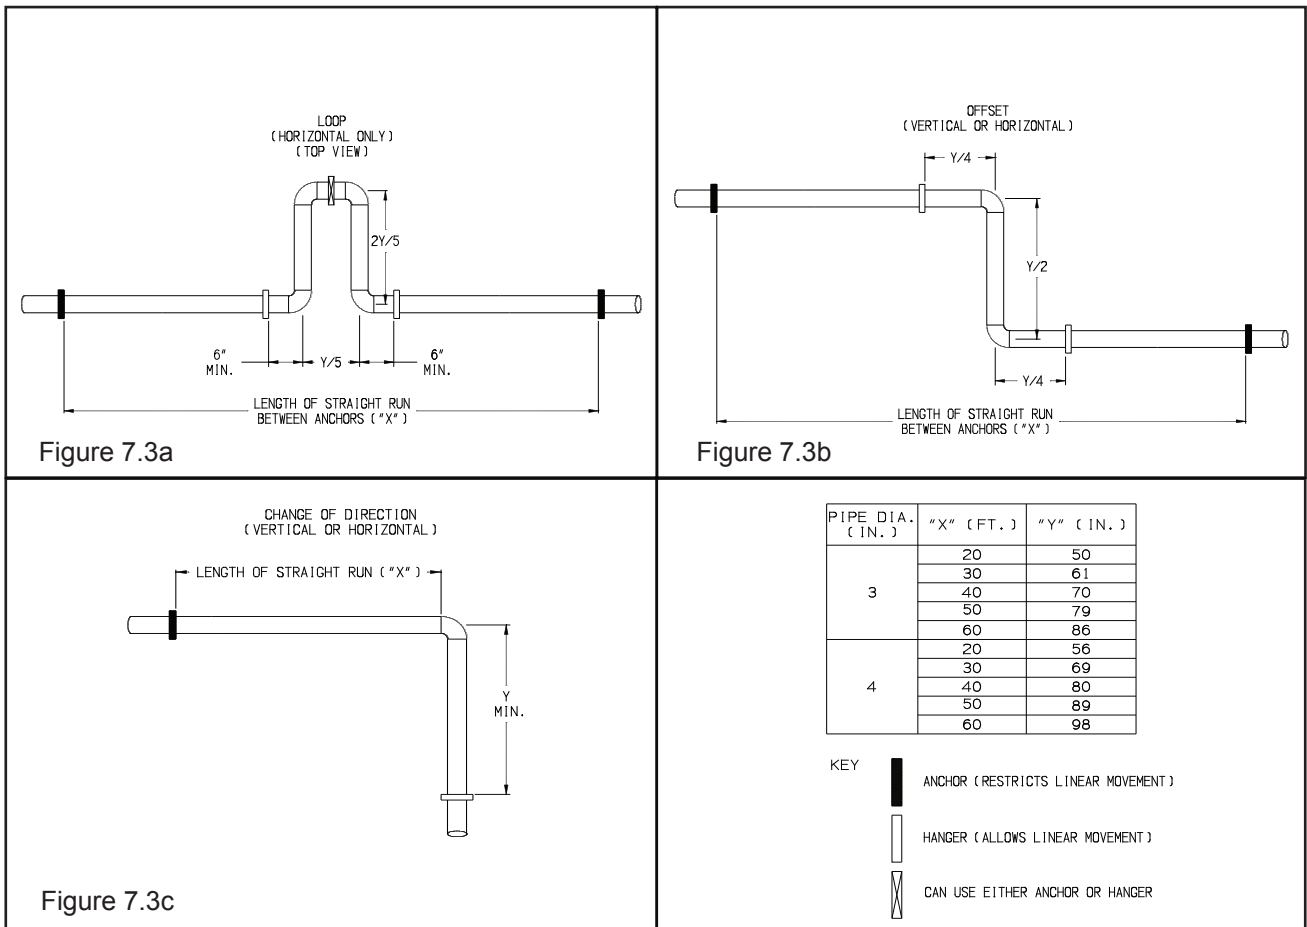 LOOP
(HORIZONTAL ONLY)
(TOP VIEW)
2Y/5
6"
MIN.
Y/5
6"
MIN.
LENGTH OF STRAIGHT RUN
BETWEEN ANCHORS ("X")
Figure 7.3a
OFFSET
(VERTICAL OR HORIZONTAL)
Y/4
Y/2
Y/4
LENGTH OF STRAIGHT RUN
BETWEEN ANCHORS ("X")
Figure 7.3b
CHANGE OF DIRECTION
(VERTICAL OR HORIZONTAL)
LENGTH OF STRAIGHT RUN ("X")
Y
MIN.
Figure 7.3c
PIPE DIA. (IN.) "X" (FT.) "Y" (IN.)
3
20 50
30 61
40 70
50 79
60 86
4
20 56
30 69
40 80
50 89
60 98
KEY
ANCHOR (RESTRICTS LINEAR MOVEMENT)
HANGER (ALLOWS LINEAR MOVEMENT)
CAN USE EITHER ANCHOR OR HANGER